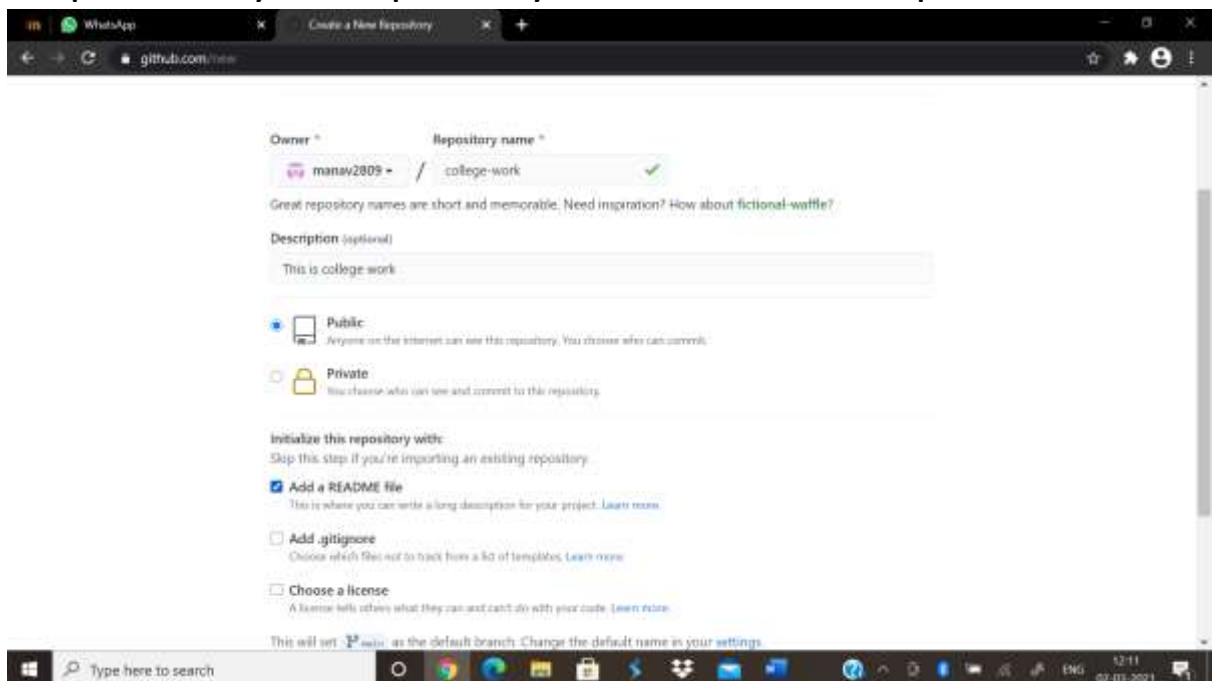 WhatsApp
Create a New Repository
github.com/new
Owner *
Repository name *
manav2809
/
college-work
Great repository names are short and memorable. Need inspiration? How about fictional-waffle?
Description (optional)
This is college work
Public
Anyone on the internet can see this repository. You choose who can commit.
Private
You choose who can see and commit to this repository.
Initialize this repository with:
Skip this step if you're importing an existing repository.
Add a README file
This is where you can write a long description for your project. Learn more.
Add .gitignore
Choose which files not to track from a list of templates. Learn more.
Choose a license
A license tells others what they can and can't do with your code. Learn more.
This will set main as the default branch. Change the default name in your settings.
Type here to search
ENG
12:11
02-03-2021